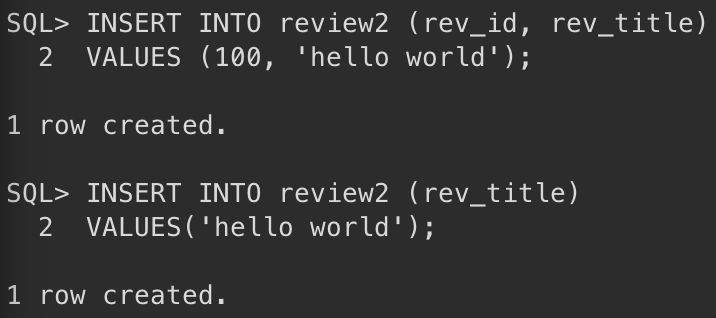 SQL> INSERT INTO review2 (rev_id, rev_title)
  2  VALUES (100, 'hello world');
1 row created.
SQL> INSERT INTO review2 (rev_title)
  2  VALUES('hello world');
1 row created.